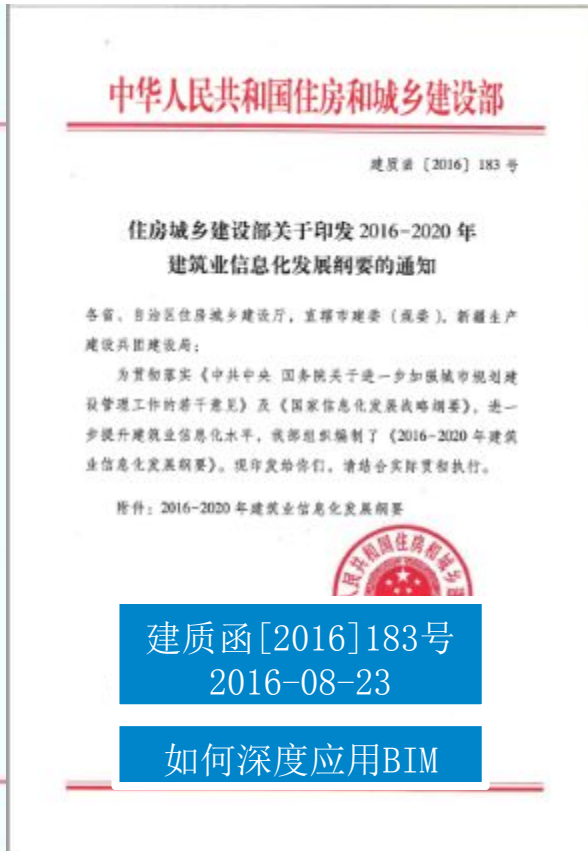 中华人民共和国住房和城乡建设部
建质函〔2016〕183号
住房城乡建设部关于印发2016-2020年
建筑业信息化发展纲要的通知
各省、自治区住房城乡建设厅，直辖市建委（规委），新疆生产
建设兵团建设局：
为贯彻落实《中共中央 国务院关于进一步加强城市规划建
设管理工作的若干意见》及《国家信息化发展战略纲要》，进一
步提升建筑业信息化水平，我部组织编制了《2016-2020年建筑
业信息化发展纲要》。现印发给你们，请结合实际贯彻执行。
附件：2016-2020年建筑业信息化发展纲要
人民共和国住房和城乡建
建质函[2016]183号
2016-08-23
如何深度应用BIM